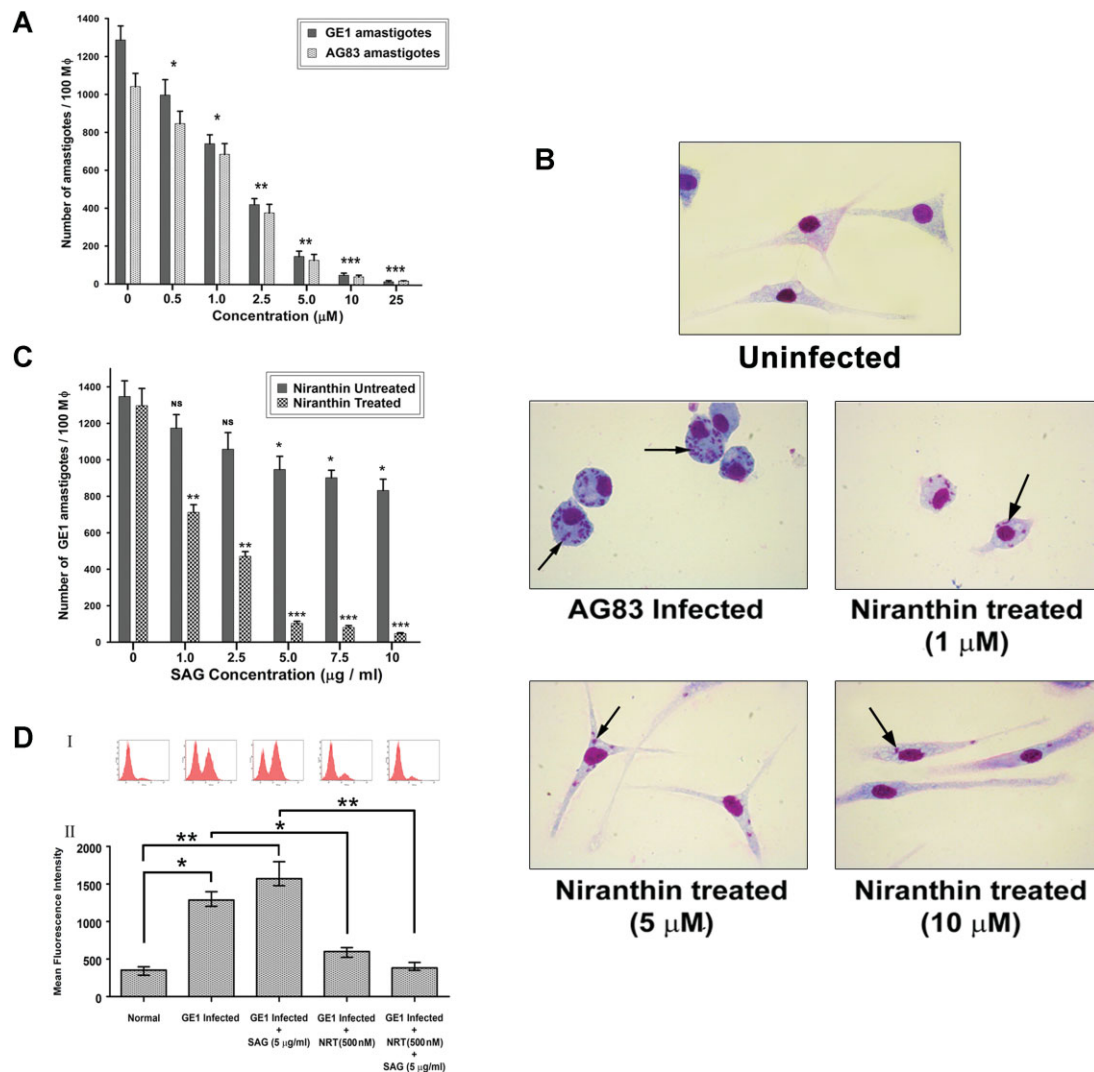 A
1400
1200
1000
800
600
400
200
0
Number of amastigotes / 100 Mϕ
GE1 amastigotes
AG83 amastigotes
*
*
**
**
***
***
0 0.5 1.0 2.5 5.0 10 25
Concentration (μM)
B
Uninfected
AG83 Infected
Niranthin treated
(1 μM)
Niranthin treated
(5 μM)
Niranthin treated
(10 μM)
C
1400
1200
1000
800
600
400
200
0
Number of GE1 amastigotes / 100 Mϕ
Niranthin Untreated
Niranthin Treated
NS
NS
*
*
*
**
**
***
***
***
0 1.0 2.5 5.0 7.5 10
SAG Concentration (μg / ml)
D
I
II
2000
1500
1000
500
0
Mean Fluorescence Intensity
*
**
*
**
Normal
GE1 Infected
GE1 Infected
+
SAG (5 μg/ml)
GE1 Infected
+
NRT(500nM)
GE1 Infected
+
NRT(500nM)
+
SAG (5 μg/ml)